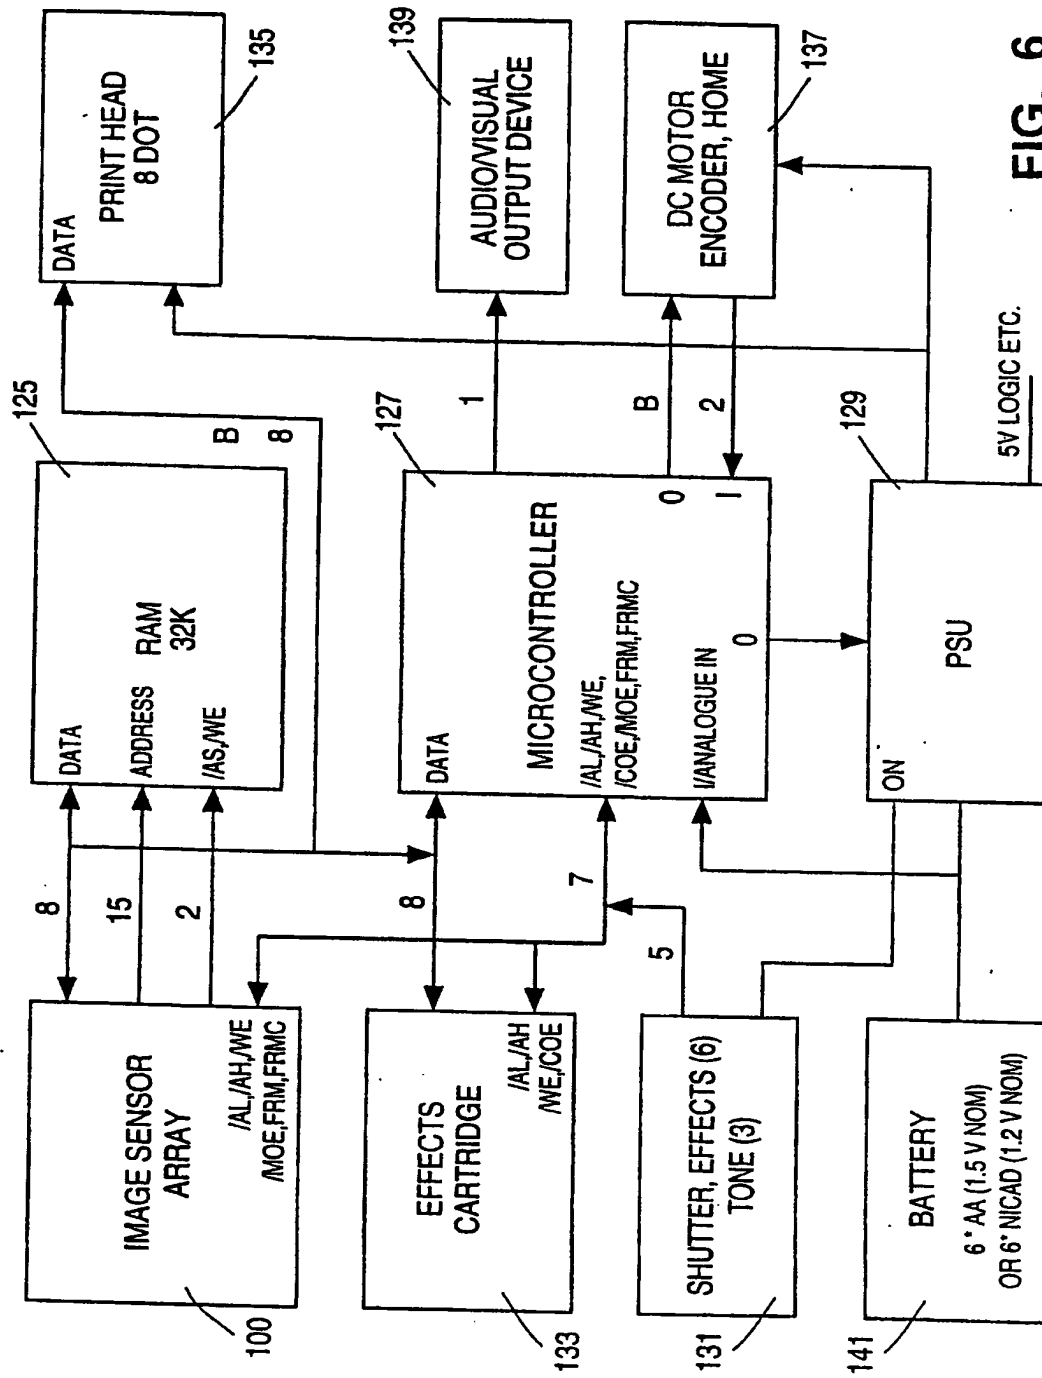 IMAGE SENSOR
ARRAY
/AL,/AH,/WE
/MOE,FRM,FRMC
100
8
15
2
DATA
ADDRESS
/AS,/WE
RAM
32K
125
B
8
DATA
PRINT HEAD
8 DOT
135
EFFECTS
CARTRIDGE
/AL,/AH
/WE,/COE
133
8
7
DATA
MICROCONTROLLER
/AL,/AH,/WE,
/COE,/MOE,FRM,FRMC
I/ANALOGUE IN
O
O
I
127
1
AUDIO/VISUAL
OUTPUT DEVICE
139
B
2
DC MOTOR
ENCODER, HOME
137
SHUTTER, EFFECTS (6)
TONE (3)
131
5
BATTERY
6 * AA (1.5 V NOM)
OR 6* NICAD (1.2 V NOM)
141
ON
PSU
129
5V LOGIC ETC.
FIG. 6